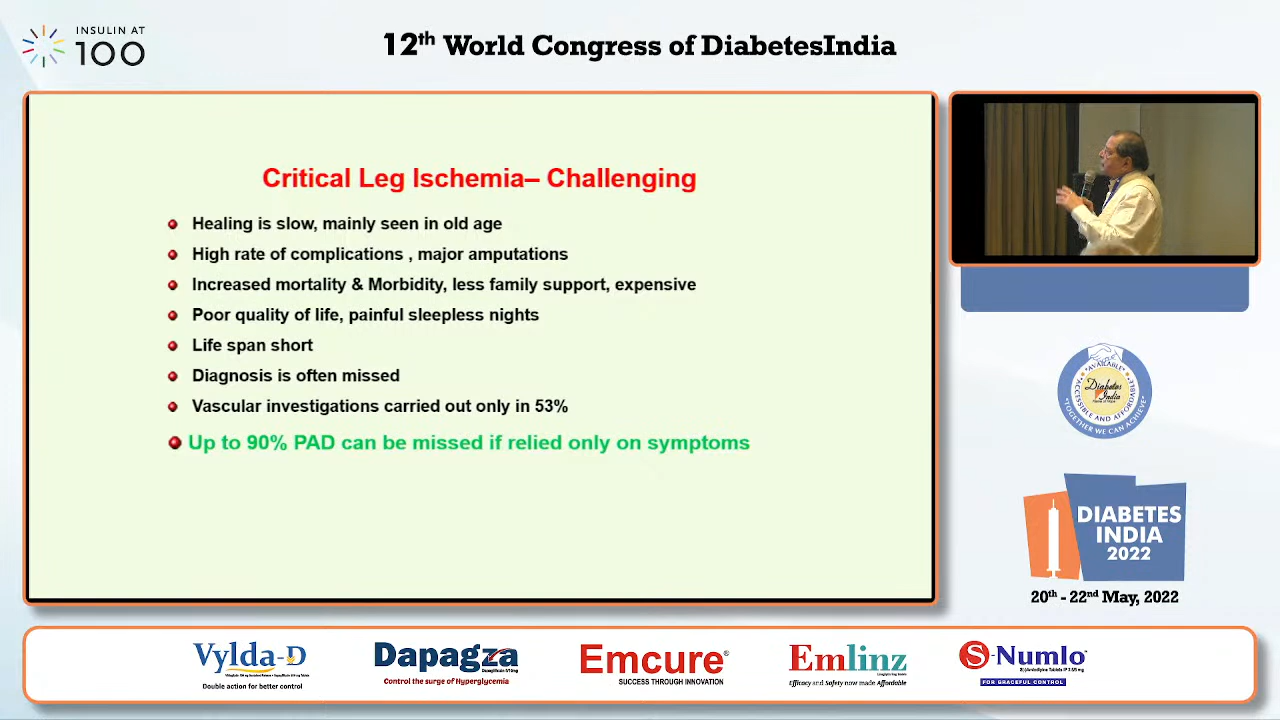 INSULIN AT
100
12th World Congress of DiabetesIndia
Critical Leg Ischemia– Challenging
Healing is slow, mainly seen in old age
High rate of complications , major amputations
Increased mortality & Morbidity, less family support, expensive
Poor quality of life, painful sleepless nights
Life span short
Diagnosis is often missed
Vascular investigations carried out only in 53%
Up to 90% PAD can be missed if relied only on symptoms
AVAILABLE
ACCESSIBLE AND AFFORDABLE
Diabetes
India
TOGETHER WE CAN ACHIEVE
DIABETES
INDIA
2022
20th - 22nd May, 2022
Vylda-D
Double action for better control
Dapagza
Control the surge of Hyperglycemia
Emcure®
SUCCESS THROUGH INNOVATION
Emlinz
Efficacy and Safety now made Affordable
S-Numlo
FOR GRACEFUL CONTROL